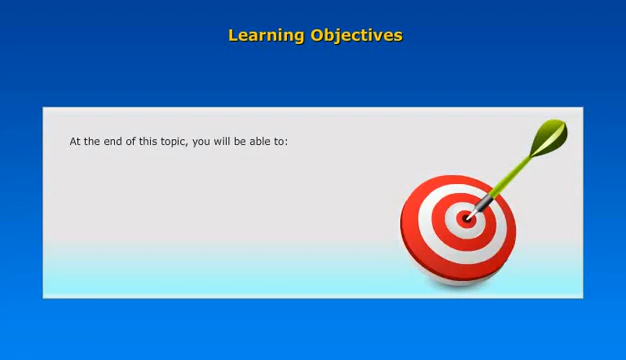 Learning Objectives
At the end of this topic, you will be able to: